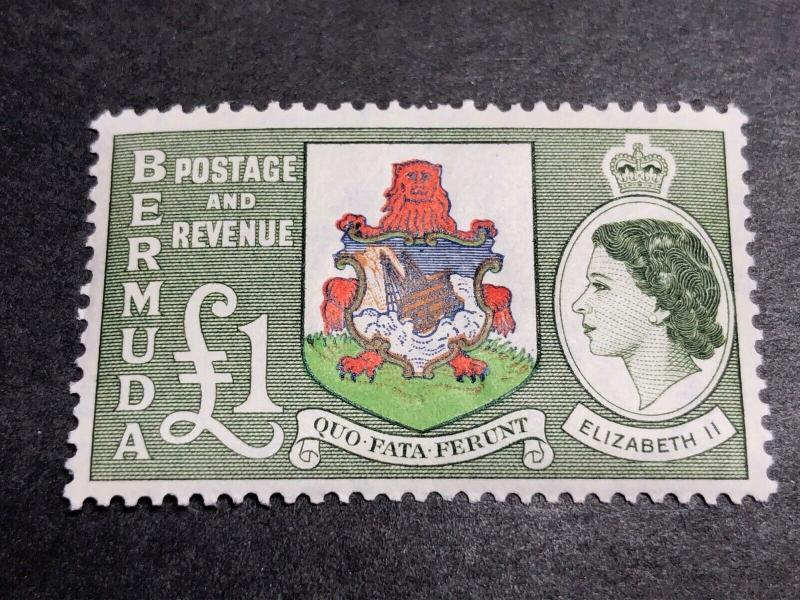 BERMUDA
POSTAGE
AND
REVENUE
£1
QUO·FATA·FERUNT
ELIZABETH II